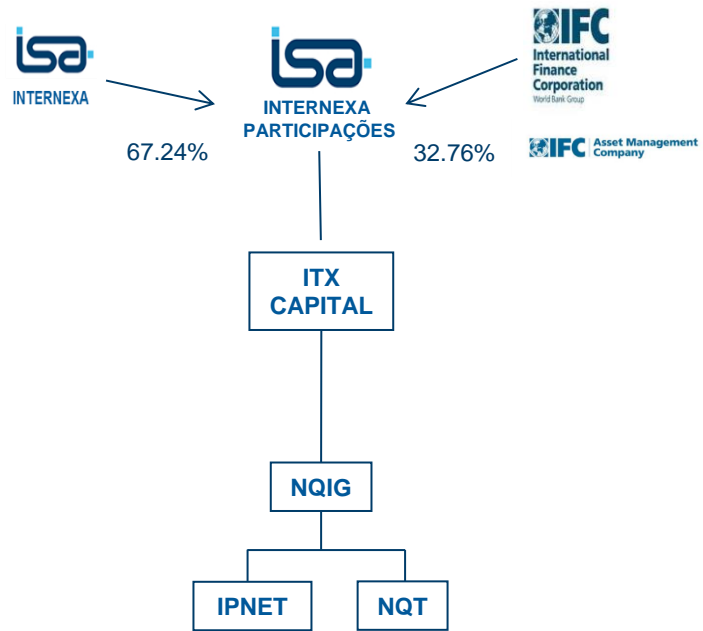 isa
INTERNEXA
isa
INTERNEXA
PARTICIPAÇÕES
IFC
International
Finance
Corporation
World Bank Group
67.24%
32.76%
IFC Asset Management
Company
ITX
CAPITAL
NQIG
IPNET
NQT